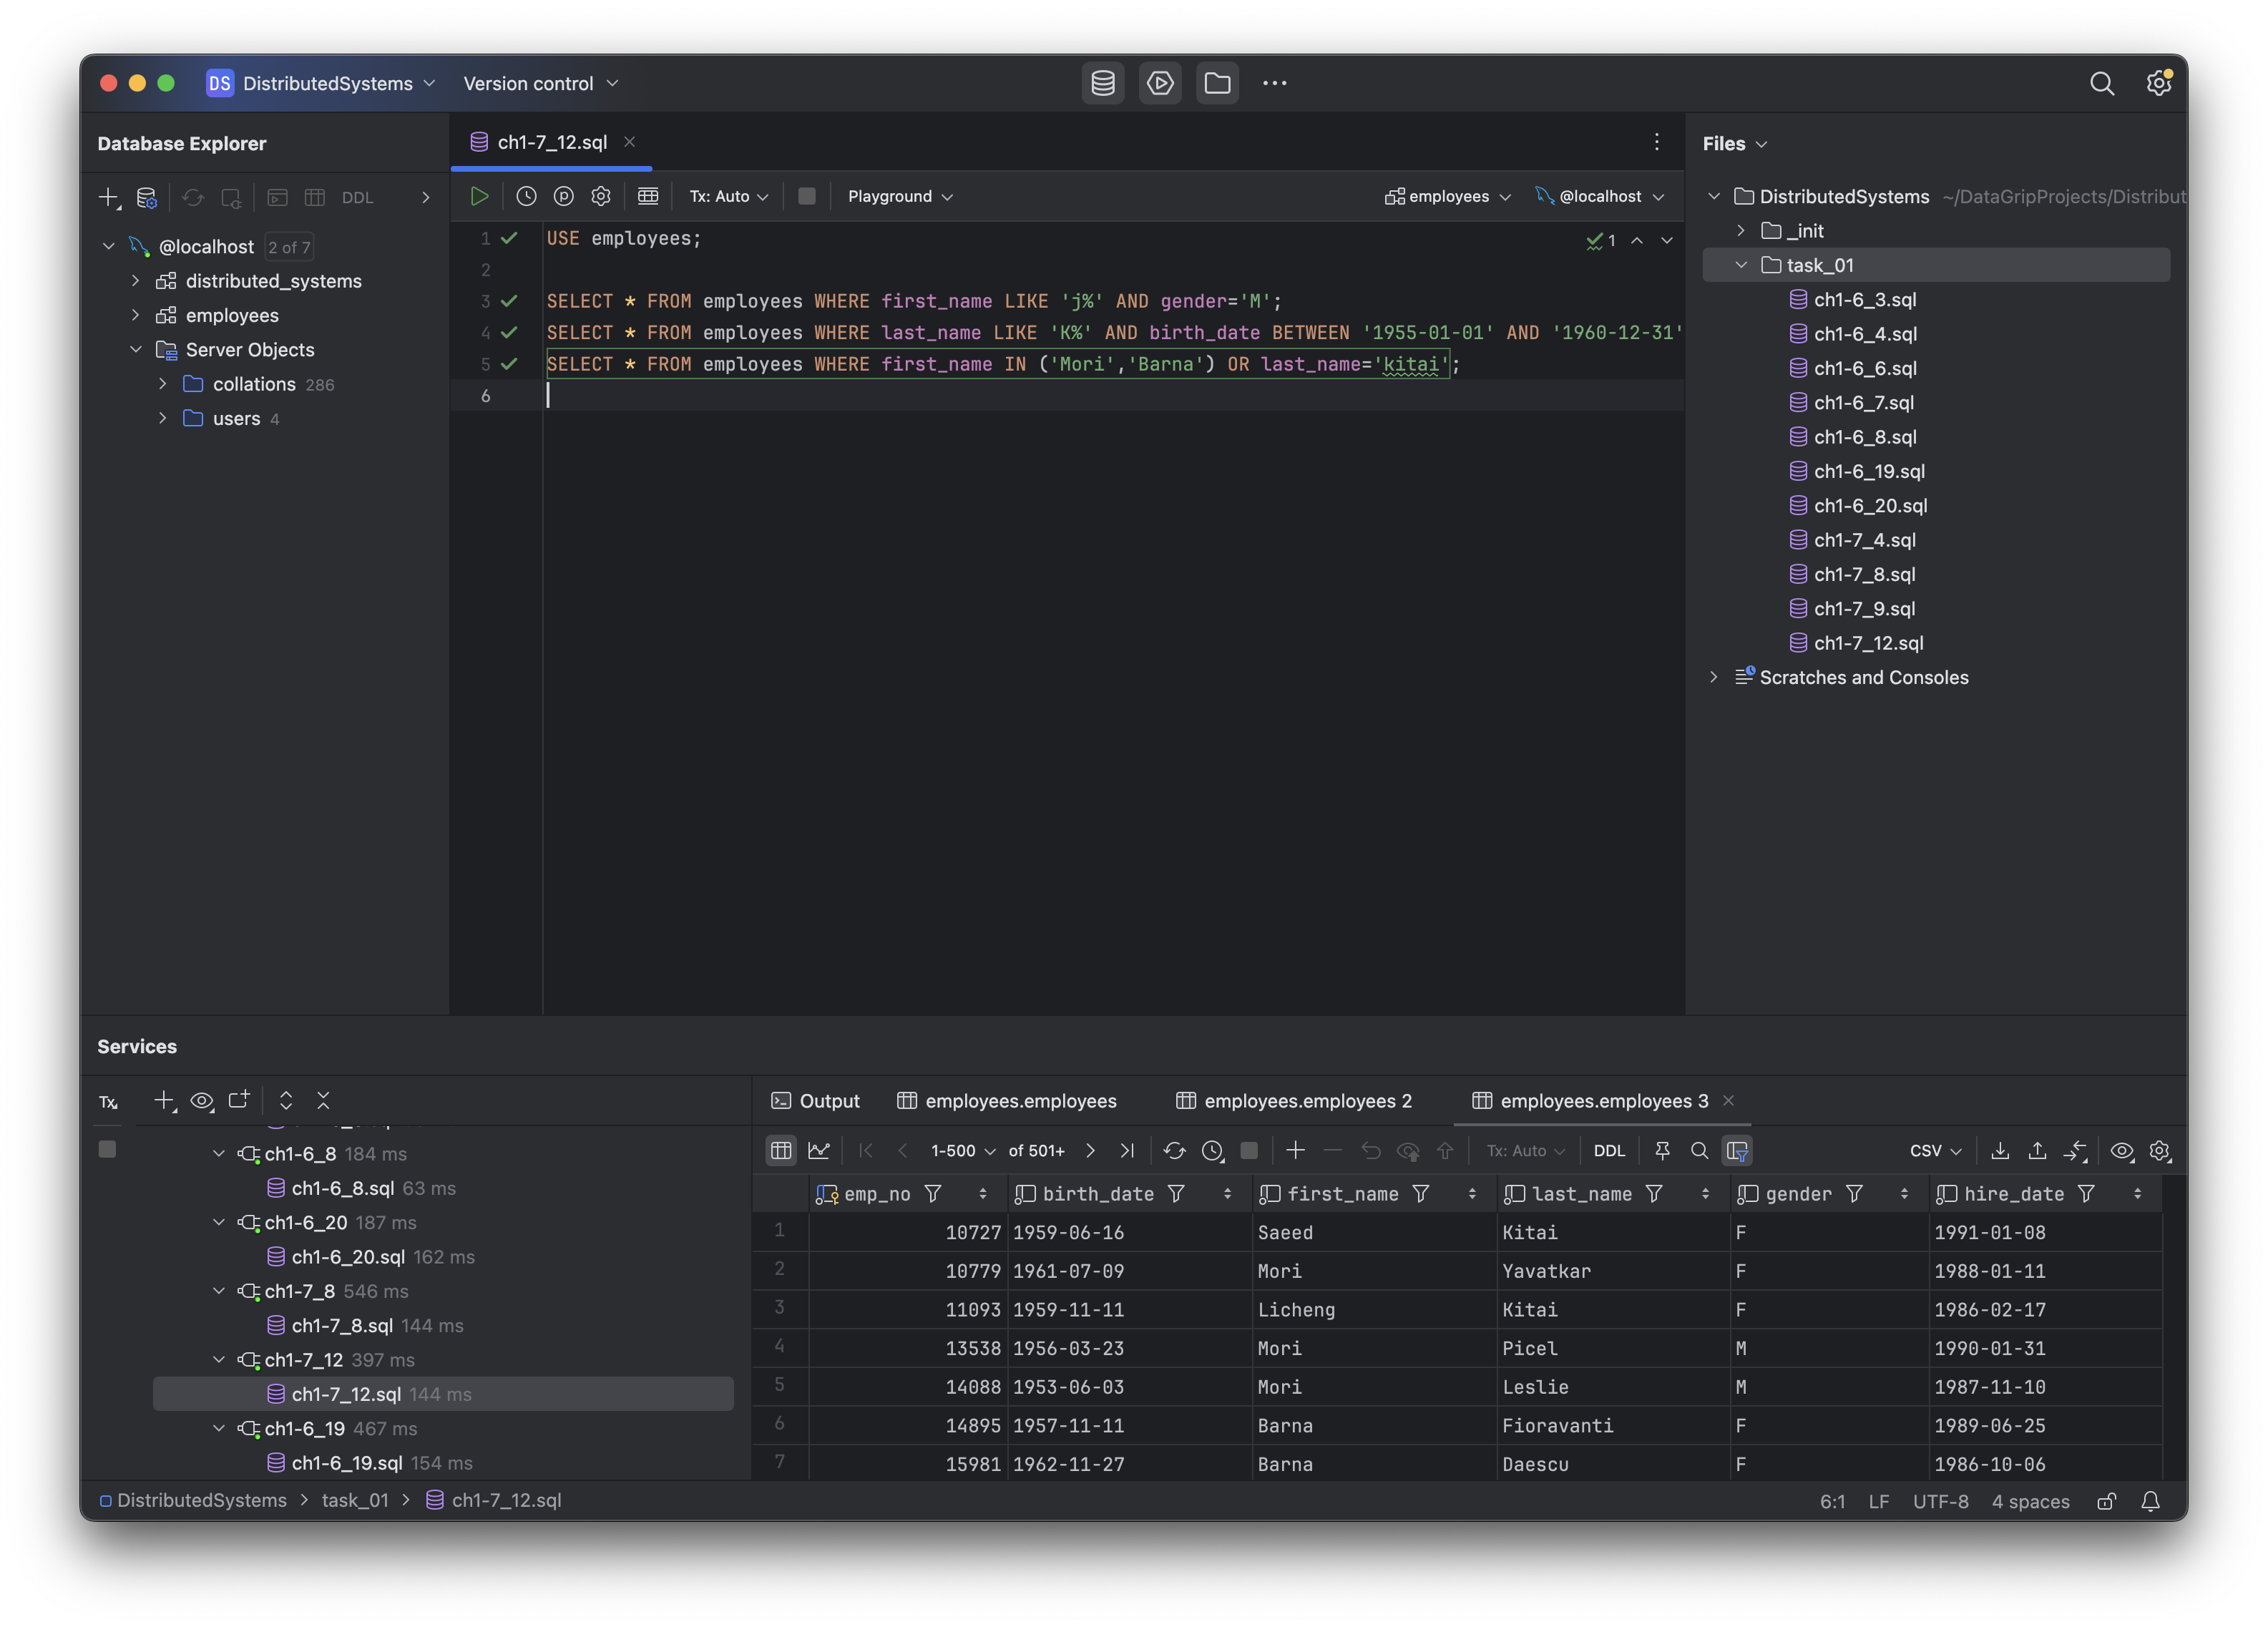 DS DistributedSystems Version control
Database Explorer
DDL
@localhost 2 of 7
distributed_systems
employees
Server Objects
collations 286
users 4
ch1-7_12.sql
Tx: Auto Playground employees @localhost
1 USE employees;
1
2
3 SELECT * FROM employees WHERE first_name LIKE 'j%' AND gender='M';
4 SELECT * FROM employees WHERE last_name LIKE 'K%' AND birth_date BETWEEN '1955-01-01' AND '1960-12-31'
5 SELECT * FROM employees WHERE first_name IN ('Mori','Barna') OR last_name='kitai';
6
Files
DistributedSystems ~/DataGripProjects/Distribut
_init
task_01
ch1-6_3.sql
ch1-6_4.sql
ch1-6_6.sql
ch1-6_7.sql
ch1-6_8.sql
ch1-6_19.sql
ch1-6_20.sql
ch1-7_4.sql
ch1-7_8.sql
ch1-7_9.sql
ch1-7_12.sql
Scratches and Consoles
Services
Tx
ch1-6_8 184 ms
ch1-6_8.sql 63 ms
ch1-6_20 187 ms
ch1-6_20.sql 162 ms
ch1-7_8 546 ms
ch1-7_8.sql 144 ms
ch1-7_12 397 ms
ch1-7_12.sql 144 ms
ch1-6_19 467 ms
ch1-6_19.sql 154 ms
Output employees.employees employees.employees 2 employees.employees 3
1-500 of 501+ Tx: Auto DDL CSV
emp_no birth_date first_name last_name gender hire_date
1 10727 1959-06-16 Saeed Kitai F 1991-01-08
2 10779 1961-07-09 Mori Yavatkar F 1988-01-11
3 11093 1959-11-11 Licheng Kitai F 1986-02-17
4 13538 1956-03-23 Mori Picel M 1990-01-31
5 14088 1953-06-03 Mori Leslie M 1987-11-10
6 14895 1957-11-11 Barna Fioravanti F 1989-06-25
7 15981 1962-11-27 Barna Daescu F 1986-10-06
DistributedSystems > task_01 > ch1-7_12.sql
6:1 LF UTF-8 4 spaces